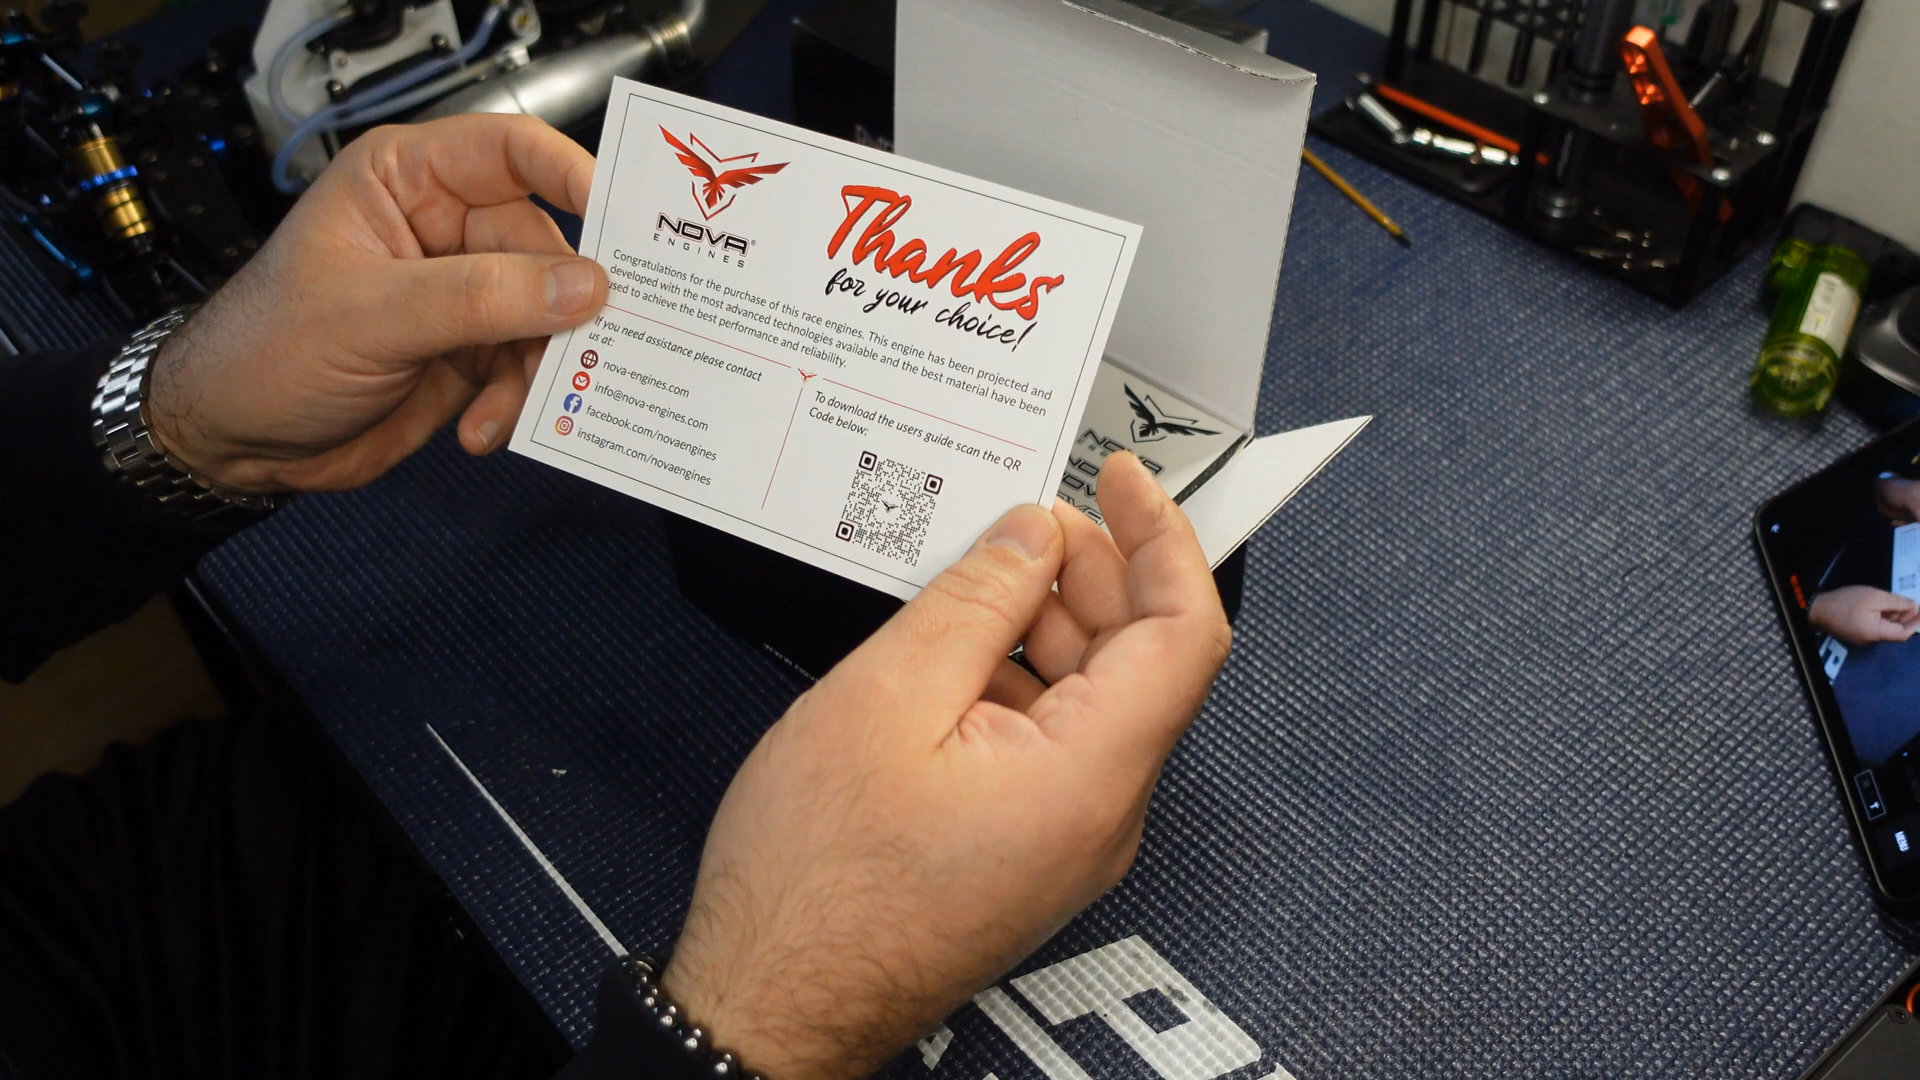 NOVA
ENGINES
Thanks
for your choice!
Congratulations for the purchase of this race engines. This engine has been projected and
developed with the most advanced technologies available and the best material have been
used to achieve the best performance and reliability.
If you need assistance please contact
us at:
nova-engines.com
info@nova-engines.com
facebook.com/novaengines
instagram.com/novaengines
To download the users guide scan the QR
Code below:
NOVA
MENU